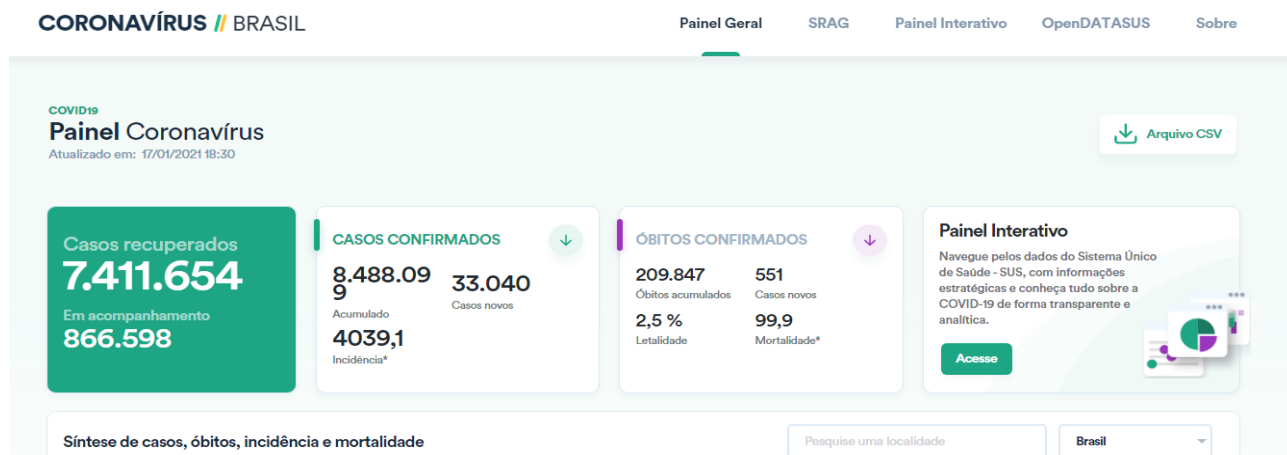 CORONAVÍRUS // BRASIL
Painel Geral
SRAG
Painel Interativo
OpenDATASUS
Sobre
COVID19
Painel Coronavírus
Atualizado em: 17/01/2021 18:30
Arquivo CSV
Casos recuperados
7.411.654
Em acompanhamento
866.598
CASOS CONFIRMADOS
8.488.09
9
Acumulado
33.040
Casos novos
4039,1
Incidência*
ÓBITOS CONFIRMADOS
209.847
Óbitos acumulados
551
Casos novos
2,5 %
Letalidade
99,9
Mortalidade*
Painel Interativo
Navegue pelos dados do Sistema Único
de Saúde - SUS, com informações
estratégicas e conheça tudo sobre a
COVID-19 de forma transparente e
analítica.
Acesse
Síntese de casos, óbitos, incidência e mortalidade
Pesquise uma localidade
Brasil